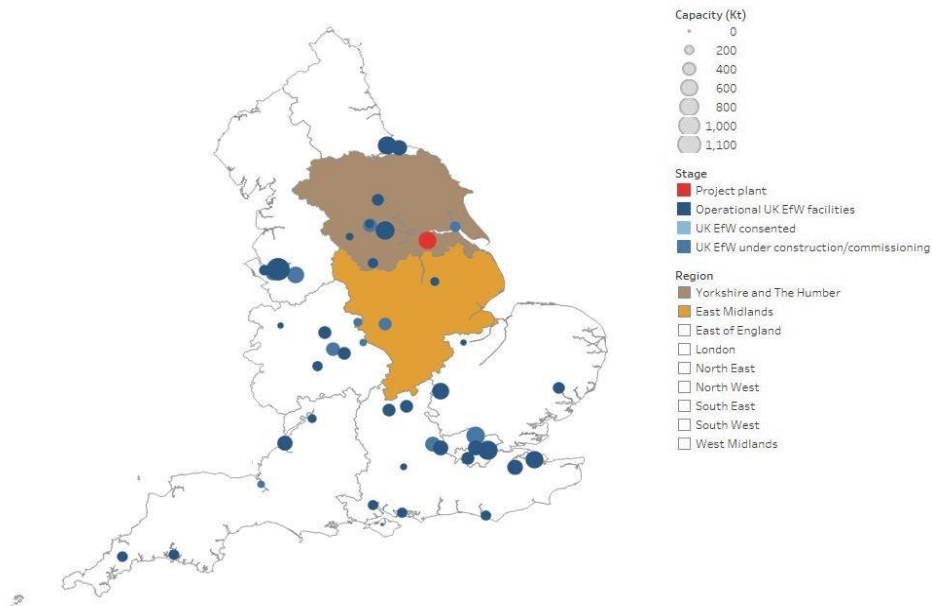 Capacity (Kt)
0
200
400
600
800
1,000
1,100
Stage
Project plant
Operational UK EfW facilities
UK EfW consented
UK EfW under construction/commissioning
Region
Yorkshire and The Humber
East Midlands
East of England
London
North East
North West
South East
South West
West Midlands